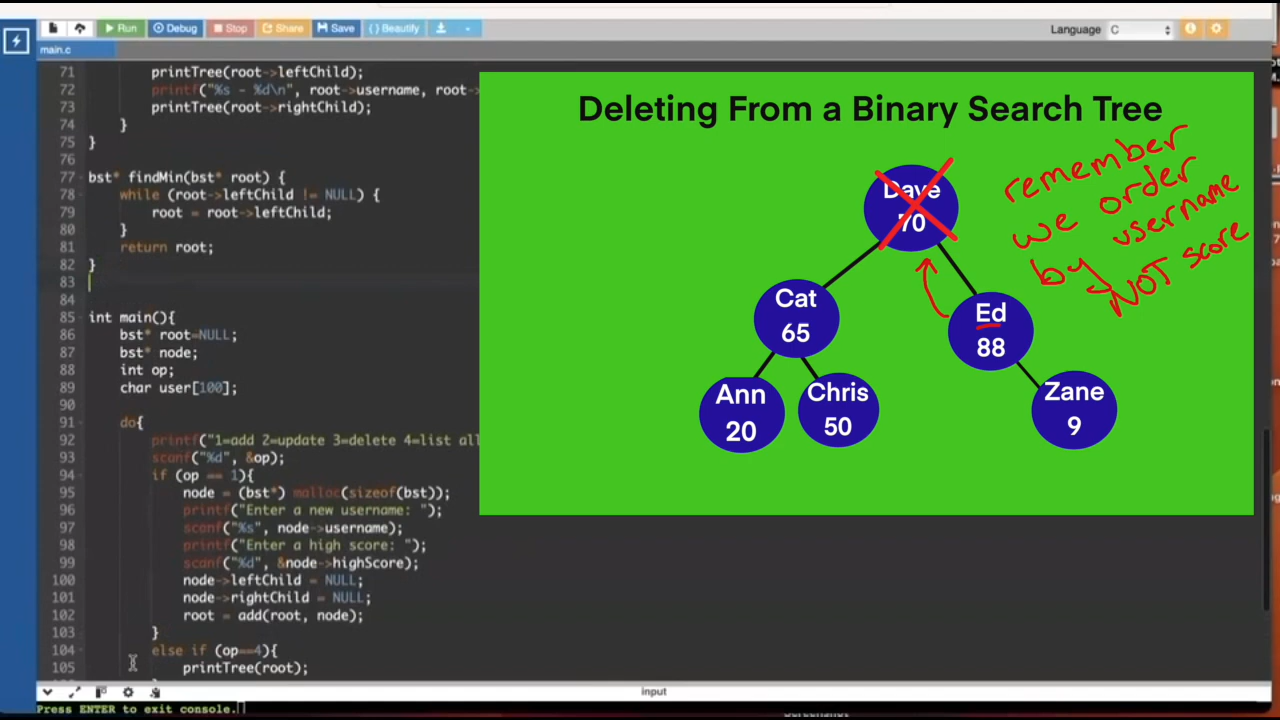 Run Debug Stop Share Save { } Beautify Language C
main.c
71 printTree(root->leftChild);
72 printf("%s - %d\n", root->username, root->
73 printTree(root->rightChild);
74 }
75 }
76
77 bst* findMin(bst* root) {
78 while (root->leftChild != NULL) {
79 root = root->leftChild;
80 }
81 return root;
82 }
83
84
85 int main(){
86 bst* root=NULL;
87 bst* node;
88 int op;
89 char user[100];
90
91 do{
92 printf("1=add 2=update 3=delete 4=list all
93 scanf("%d", &op);
94 if (op == 1){
95 node = (bst*) malloc(sizeof(bst));
96 printf("Enter a new username: ");
97 scanf("%s", node->username);
98 printf("Enter a high score: ");
99 scanf("%d", &node->highScore);
100 node->leftChild = NULL;
101 node->rightChild = NULL;
102 root = add(root, node);
103 }
104 else if (op==4){
105 printTree(root);
Deleting From a Binary Search Tree
Dave
70
Cat
65
Ed
88
Ann
20
Chris
50
Zane
9
remember
we order
by username
NOT score
input
Press ENTER to exit console.